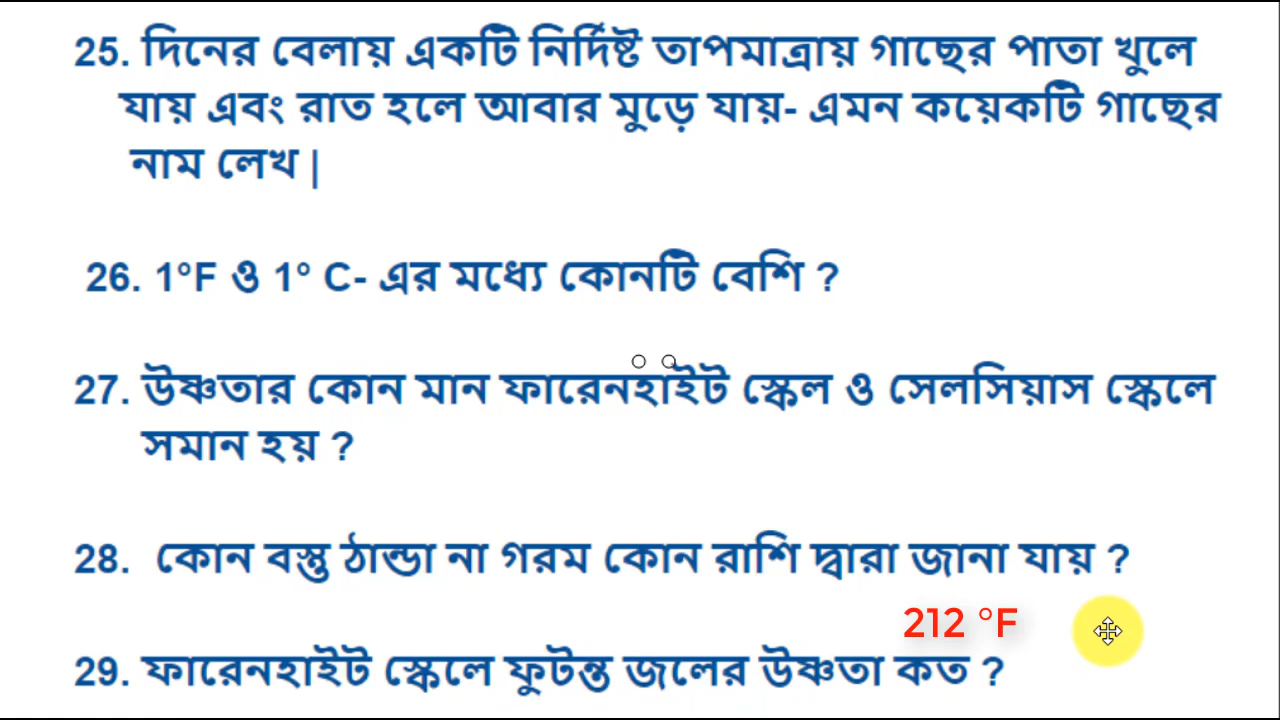 25. দিনের বেলায় একটি নির্দিষ্ট তাপমাত্রায় গাছের পাতা খুলে
যায় এবং রাত হলে আবার মুড়ে যায়- এমন কয়েকটি গাছের
নাম লেখ |
26. 1°F ও 1° C- এর মধ্যে কোনটি বেশি ?
27. উষ্ণতার কোন মান ফারেনহাইট স্কেল ও সেলসিয়াস স্কেলে
সমান হয় ?
28. কোন বস্তু ঠান্ডা না গরম কোন রাশি দ্বারা জানা যায় ?
212 °F
29. ফারেনহাইট স্কেলে ফুটন্ত জলের উষ্ণতা কত ?